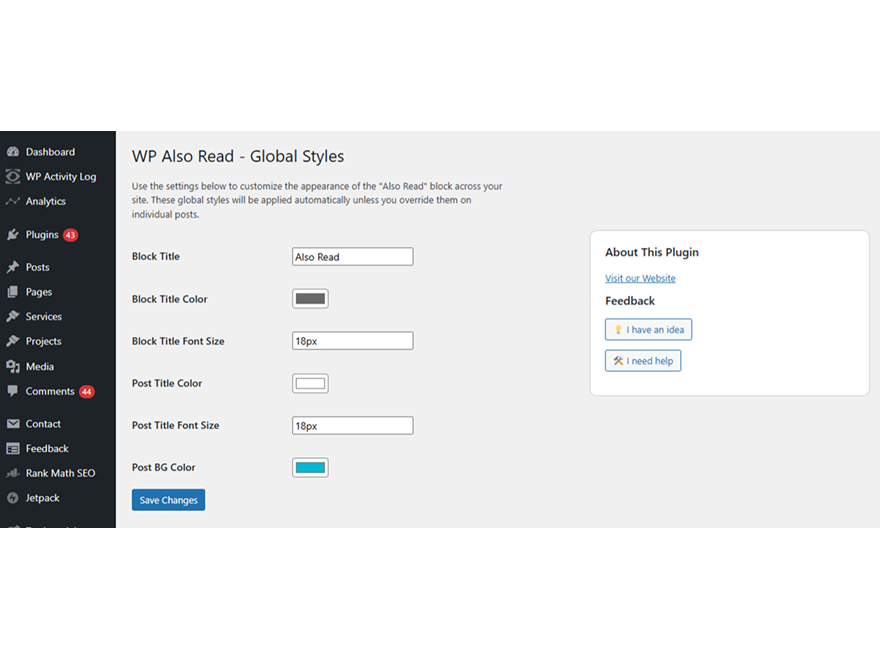 Dashboard
WP Activity Log
Analytics
Plugins 43
Posts
Pages
Services
Projects
Media
Comments 44
Contact
Feedback
Rank Math SEO
Jetpack
WP Also Read - Global Styles
Use the settings below to customize the appearance of the "Also Read" block across your
site. These global styles will be applied automatically unless you override them on
individual posts.
Block Title
Also Read
Block Title Color
Block Title Font Size
18px
Post Title Color
Post Title Font Size
18px
Post BG Color
Save Changes
About This Plugin
Visit our Website
Feedback
I have an idea
I need help